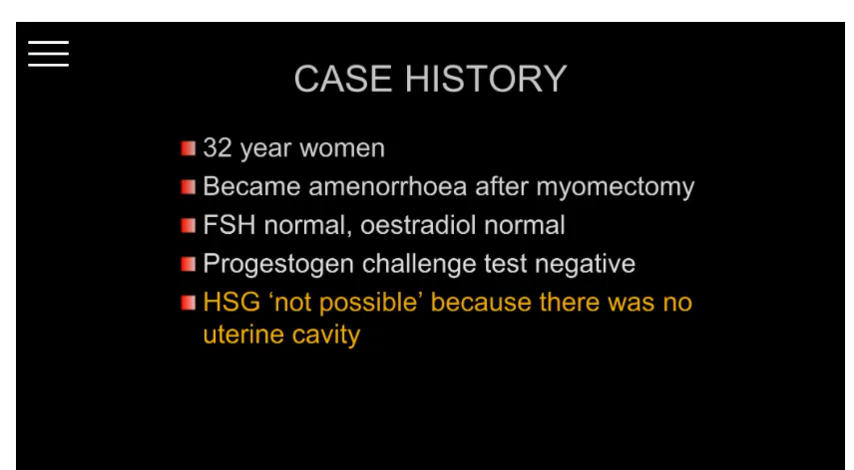 CASE HISTORY
32 year women
Became amenorrhoea after myomectomy
FSH normal, oestradiol normal
Progestogen challenge test negative
HSG ‘not possible’ because there was no
uterine cavity